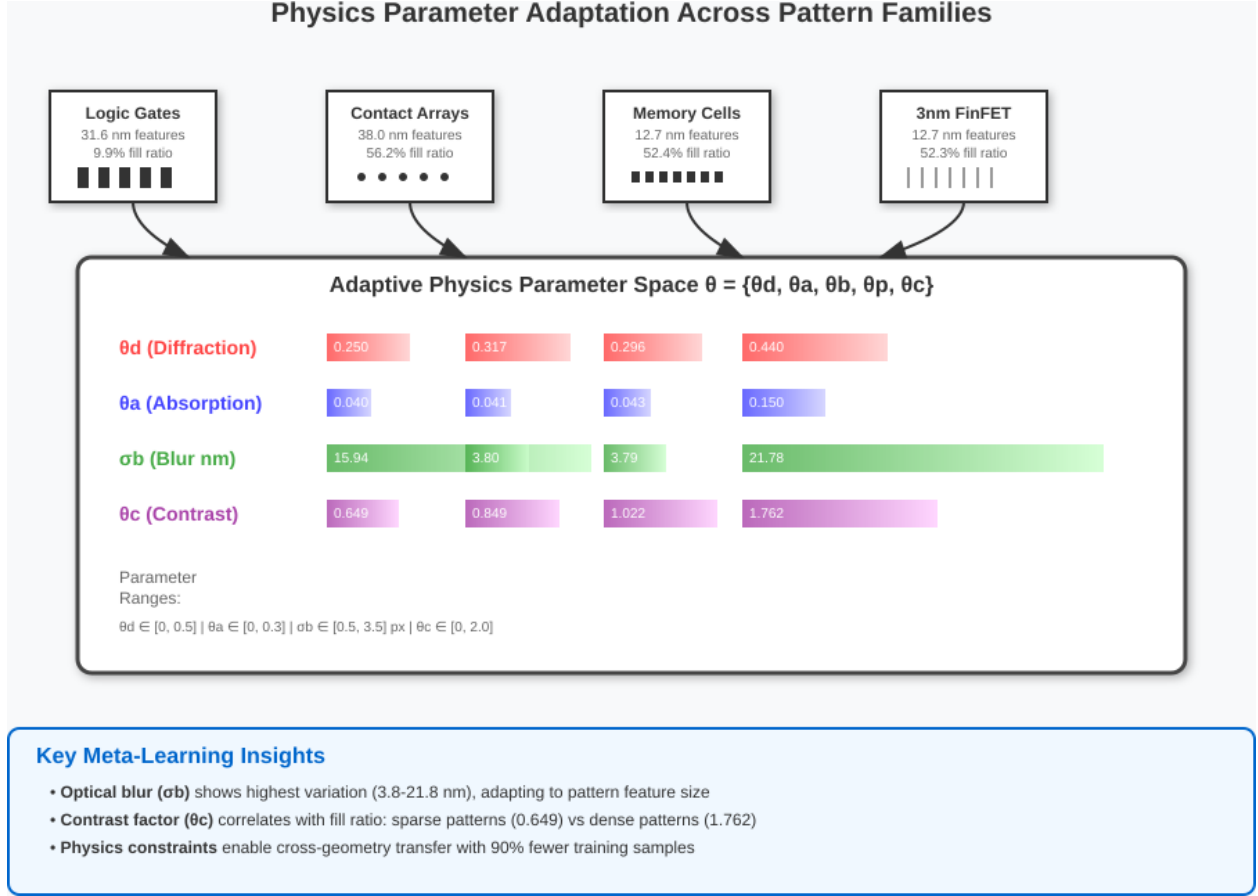 Physics Parameter Adaptation Across Pattern Families
Logic Gates
31.6 nm features
9.9% fill ratio
Contact Arrays
38.0 nm features
56.2% fill ratio
Memory Cells
12.7 nm features
52.4% fill ratio
3nm FinFET
12.7 nm features
52.3% fill ratio
Adaptive Physics Parameter Space θ = {θd, θa, θb, θp, θc}
θd (Diffraction) 0.250 0.317 0.296 0.440
θa (Absorption) 0.040 0.041 0.043 0.150
σb (Blur nm) 15.94 3.80 3.79 21.78
θc (Contrast) 0.649 0.849 1.022 1.762
Parameter
Ranges:
θd ∈ [0, 0.5] | θa ∈ [0, 0.3] | σb ∈ [0.5, 3.5] px | θc ∈ [0, 2.0]
Key Meta-Learning Insights
• Optical blur (σb) shows highest variation (3.8-21.8 nm), adapting to pattern feature size
• Contrast factor (θc) correlates with fill ratio: sparse patterns (0.649) vs dense patterns (1.762)
• Physics constraints enable cross-geometry transfer with 90% fewer training samples